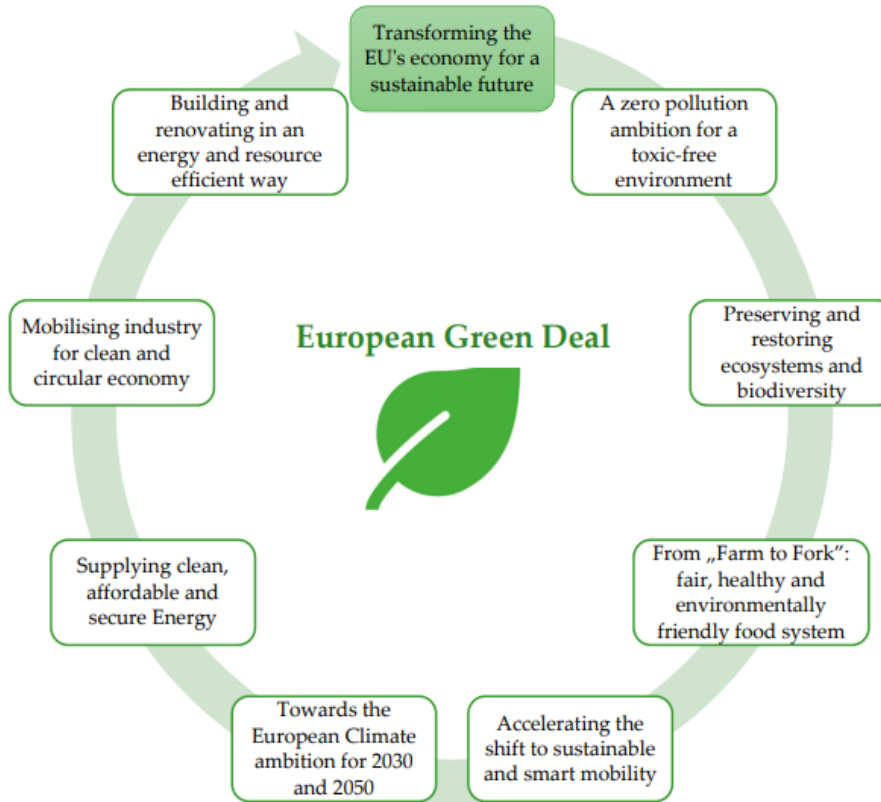 Transforming the
EU's economy for a
sustainable future
A zero pollution
ambition for a
toxic-free
environment
Preserving and
restoring
ecosystems and
biodiversity
From „Farm to Fork‟:
fair, healthy and
environmentally
friendly food system
Accelerating the
shift to sustainable
and smart mobility
Towards the
European Climate
ambition for 2030
and 2050
Supplying clean,
affordable and
secure Energy
Mobilising industry
for clean and
circular economy
Building and
renovating in an
energy and resource
efficient way
European Green Deal